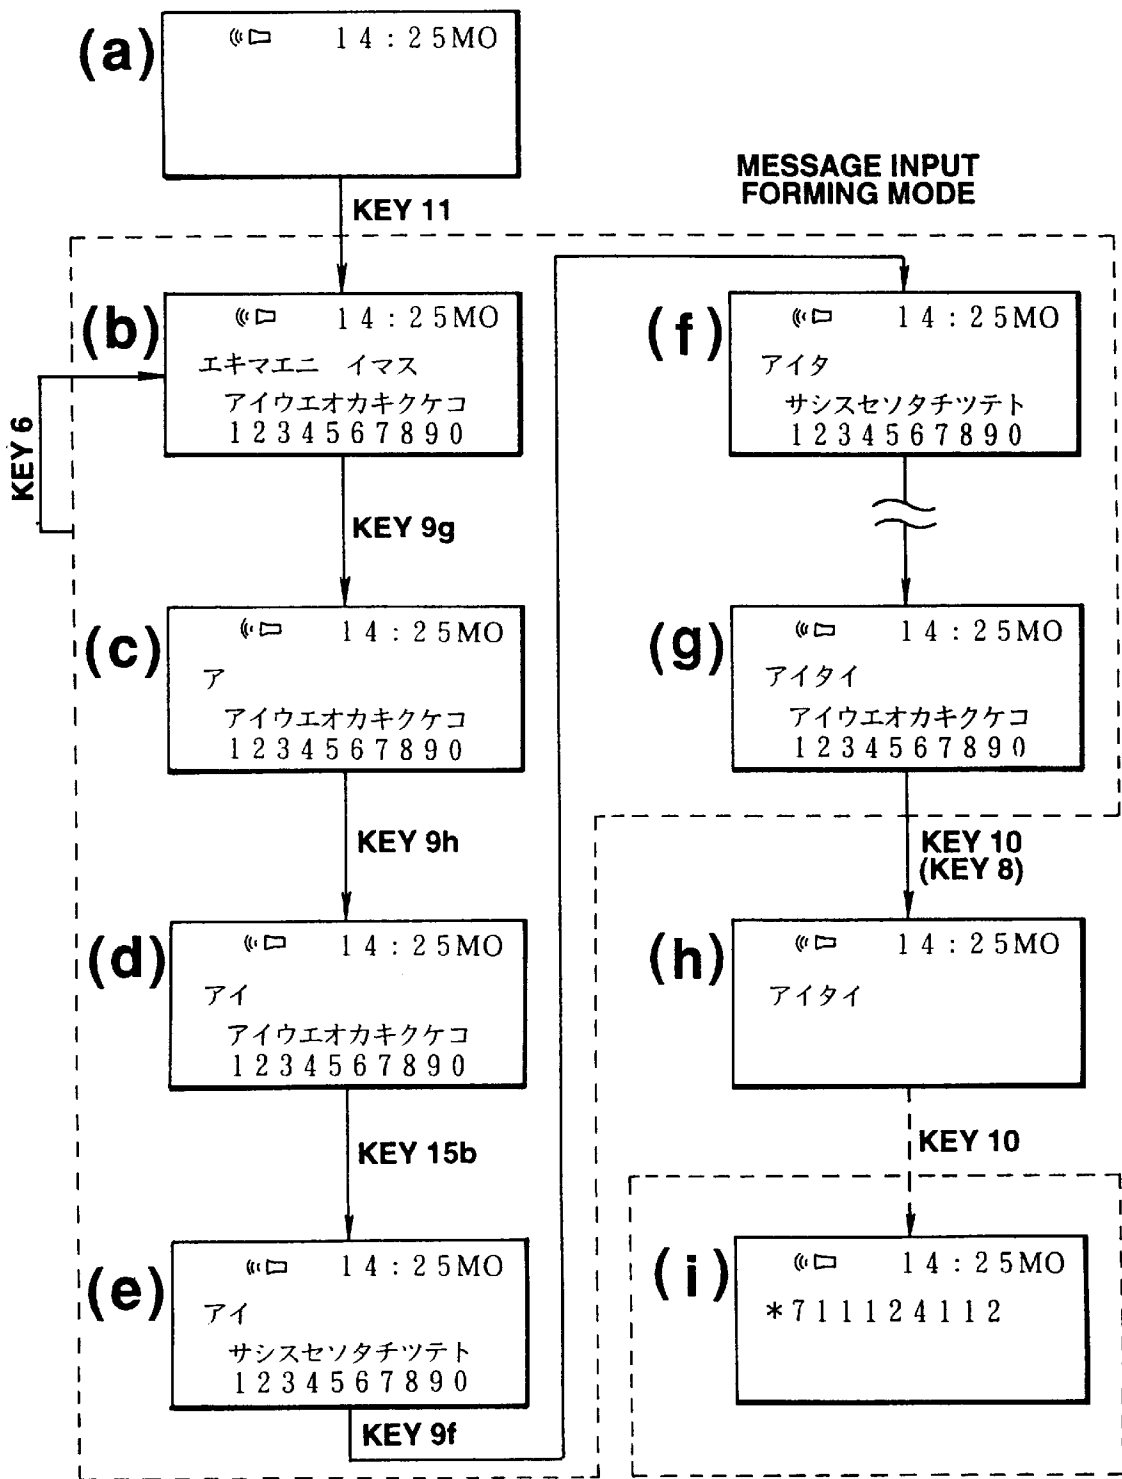 (a)
14:25MO
KEY 11
MESSAGE INPUT
FORMING MODE
(b)
14:25MO
エキマエニ イマス
アイウエオカキクケコ
1234567890
KEY 6
KEY 9g
(c)
14:25MO
ア
アイウエオカキクケコ
1234567890
KEY 9h
(d)
14:25MO
アイ
アイウエオカキクケコ
1234567890
KEY 15b
(e)
14:25MO
アイ
サシスセソタチツテト
1234567890
KEY 9f
(f)
14:25MO
アイタ
サシスセソタチツテト
1234567890
(g)
14:25MO
アイタイ
アイウエオカキクケコ
1234567890
KEY 10
(KEY 8)
(h)
14:25MO
アイタイ
KEY 10
(i)
14:25MO
*711124112